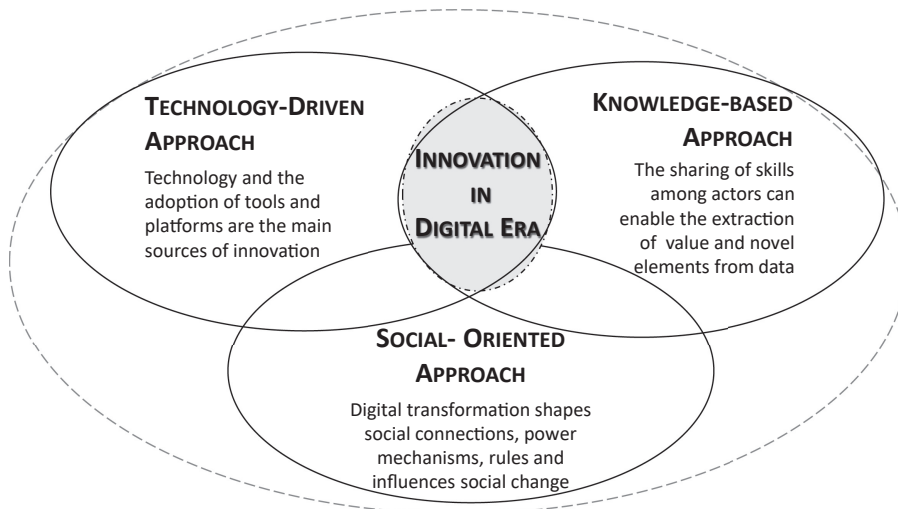 TECHNOLOGY-DRIVEN
APPROACH
Technology and the
adoption of tools and
platforms are the main
sources of innovation
INNOVATION
IN
DIGITAL ERA
KNOWLEDGE-BASED
APPROACH
The sharing of skills
among actors can
enable the extraction
of value and novel
elements from data
SOCIAL- ORIENTED
APPROACH
Digital transformation shapes
social connections, power
mechanisms, rules and
influences social change